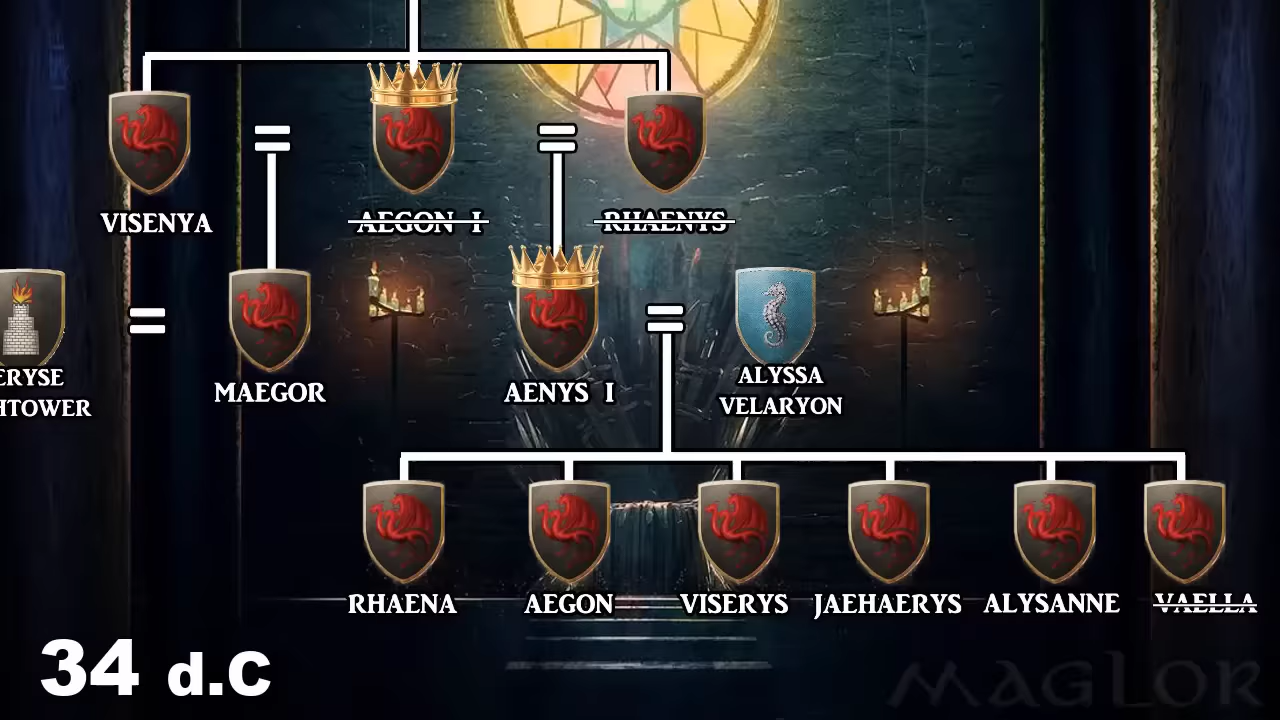 VISENYA
AEGON I
RHAENYS
ERYSE
HTOWER
MAEGOR
AENYS I
ALYSSA
VELARYON
RHAENA
AEGON
VISERYS
JAEHAERYS
ALYSANNE
VAELLA
34 d.C
MAGLOR